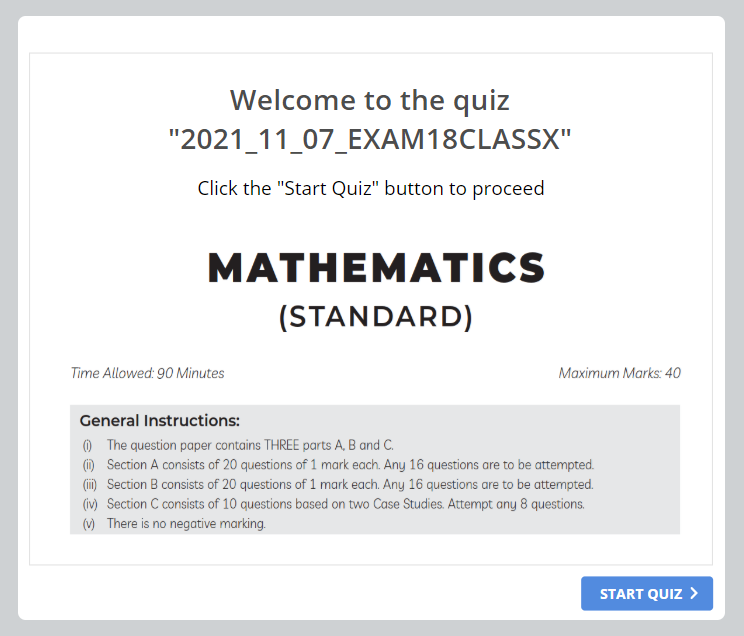 Welcome to the quiz
"2021_11_07_EXAM18CLASSX"
Click the "Start Quiz" button to proceed
MATHEMATICS
(STANDARD)
Time Allowed: 90 Minutes Maximum Marks: 40
General Instructions:
(i) The question paper contains THREE parts A, B and C.
(ii) Section A consists of 20 questions of 1 mark each. Any 16 questions are to be attempted.
(iii) Section B consists of 20 questions of 1 mark each. Any 16 questions are to be attempted.
(iv) Section C consists of 10 questions based on two Case Studies. Attempt any 8 questions.
(v) There is no negative marking.
START QUIZ